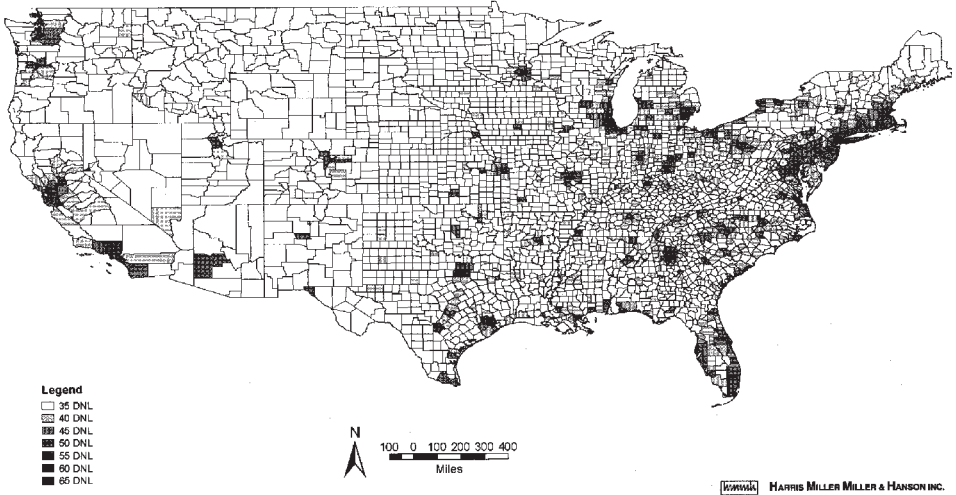 Legend
35 DNL
40 DNL
45 DNL
50 DNL
55 DNL
60 DNL
65 DNL
N
100 0 100 200 300 400
Miles
HARRIS MILLER MILLER & HANSON INC.